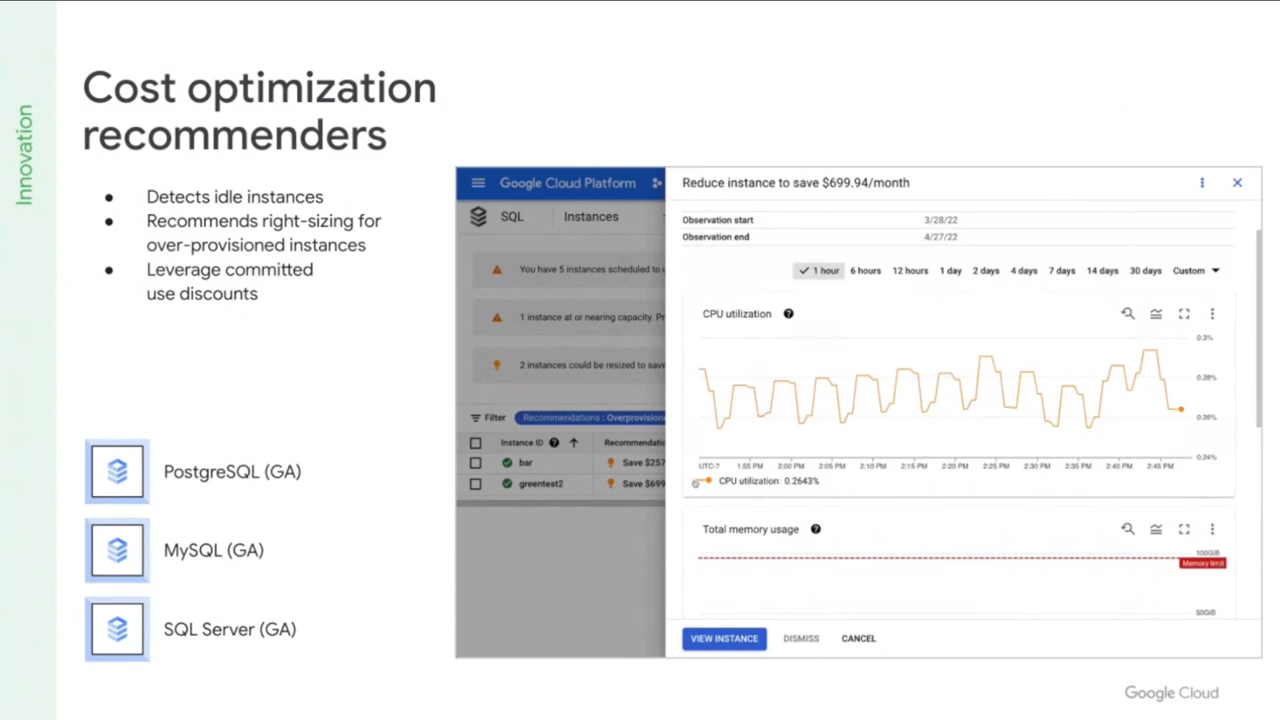 Innovation
Cost optimization
recommenders
● Detects idle instances
● Recommends right-sizing for
over-provisioned instances
● Leverage committed
use discounts
PostgreSQL (GA)
MySQL (GA)
SQL Server (GA)
Google Cloud Platform
SQL Instances
You have 5 instances scheduled to
1 instance at or nearing capacity.
2 instances could be resized to save
Filter Recommendations : Overprovisione
Instance ID ↑ Recommendati
bar Save $257
greentest2 Save $699
Reduce instance to save $699.94/month
Observation start 3/28/22
Observation end 4/27/22
1 hour 6 hours 12 hours 1 day 2 days 4 days 7 days 14 days 30 days Custom
CPU utilization
0.3%
0.28%
0.26%
0.24%
UTC-7 1:55 PM 2:00 PM 2:05 PM 2:10 PM 2:15 PM 2:20 PM 2:25 PM 2:30 PM 2:35 PM 2:40 PM 2:45 PM
CPU utilization: 0.2643%
Total memory usage
100GiB
Memory limit
50GiB
VIEW INSTANCE DISMISS CANCEL
Google Cloud